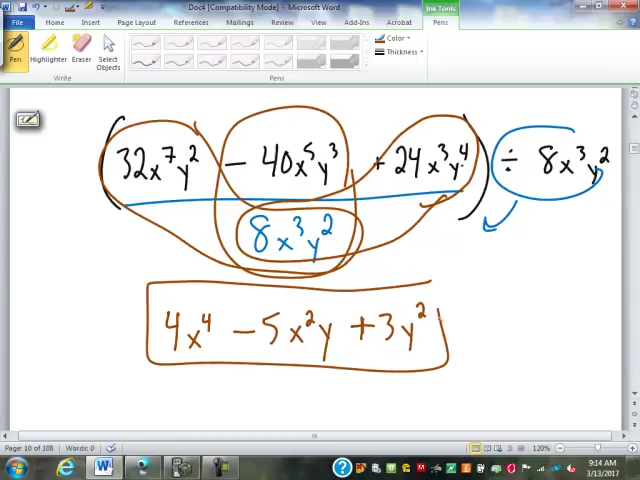 Doc4 [Compatibility Mode] - Microsoft Word
Ink Tools
File Home Insert Page Layout References Mailings Review View Acrobat Pens
Pen
Highlighter
Eraser
Select Objects
Color
Thickness
Write
Pens
(32x⁷y² − 40x⁵y³ + 24x³y⁴) ÷ 8x³y²
8x³y²
4x⁴ − 5x²y + 3y²
Page: 10 of 108 Words: 0 120%
9:14 AM
3/13/2017